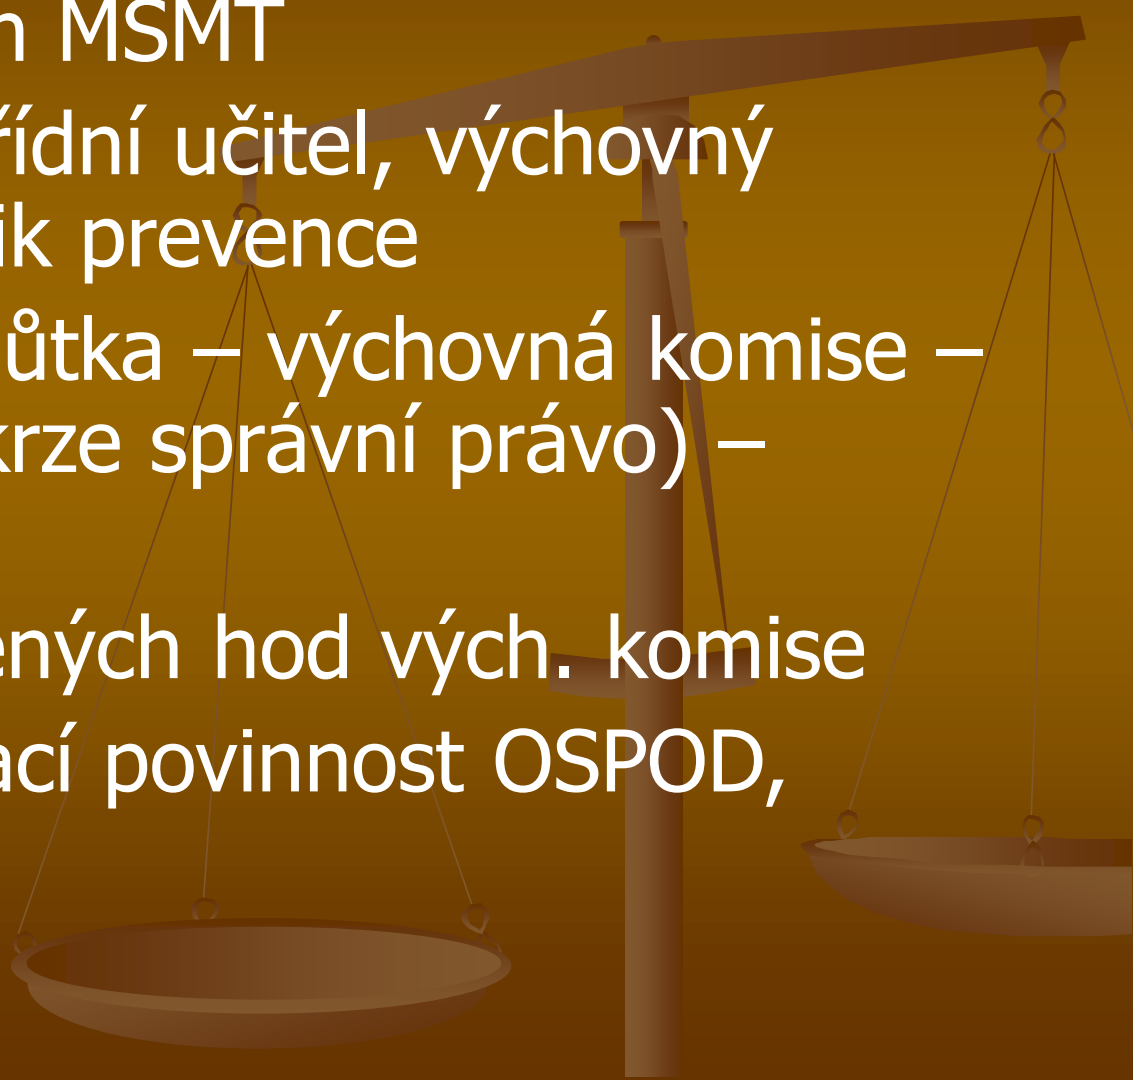 n MSMT
řídní učitel, výchovný
ik prevence
ůtka – výchovná komise –
krze správní právo) –
ených hod vých. komise
ací povinnost OSPOD,